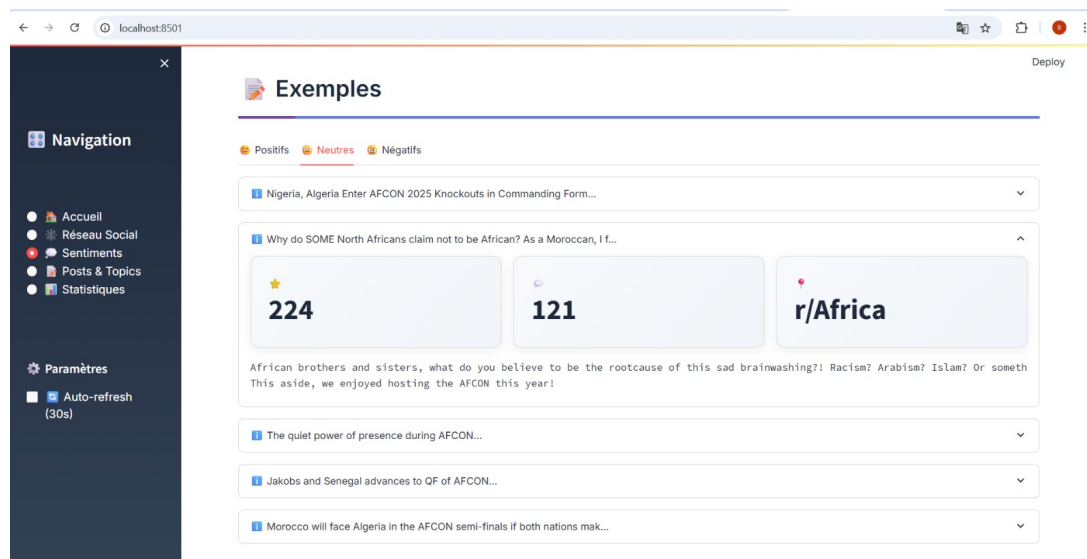 localhost:8501
Deploy
Exemples
Navigation
Positifs Neutres Négatifs
Nigeria, Algeria Enter AFCON 2025 Knockouts in Commanding Form...
Accueil
Réseau Social
Sentiments
Posts & Topics
Statistiques
Why do SOME North Africans claim not to be African? As a Moroccan, I f...
224
121
r/Africa
Paramètres
Auto-refresh
(30s)
African brothers and sisters, what do you believe to be the rootcause of this sad brainwashing?! Racism? Arabism? Islam? Or someth
This aside, we enjoyed hosting the AFCON this year!
The quiet power of presence during AFCON...
Jakobs and Senegal advances to QF of AFCON...
Morocco will face Algeria in the AFCON semi-finals if both nations mak...